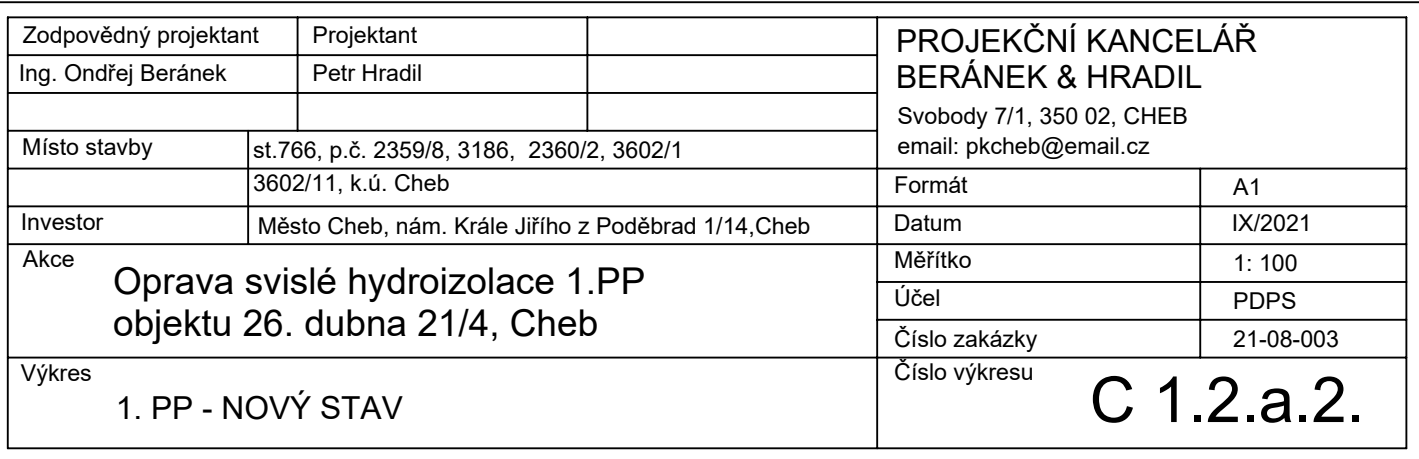 Zodpovědný projektant Projektant
Ing. Ondřej Beránek Petr Hradil
PROJEKČNÍ KANCELÁŘ
BERÁNEK & HRADIL
Svobody 7/1, 350 02, CHEB
email: pkcheb@email.cz
Místo stavby st.766, p.č. 2359/8, 3186, 2360/2, 3602/1
3602/11, k.ú. Cheb
Investor Město Cheb, nám. Krále Jiřího z Poděbrad 1/14,Cheb
Akce
Oprava svislé hydroizolace 1.PP
objektu 26. dubna 21/4, Cheb
Formát A1
Datum IX/2021
Měřítko 1: 100
Účel PDPS
Číslo zakázky 21-08-003
Výkres
1. PP - NOVÝ STAV
Číslo výkresu
C 1.2.a.2.